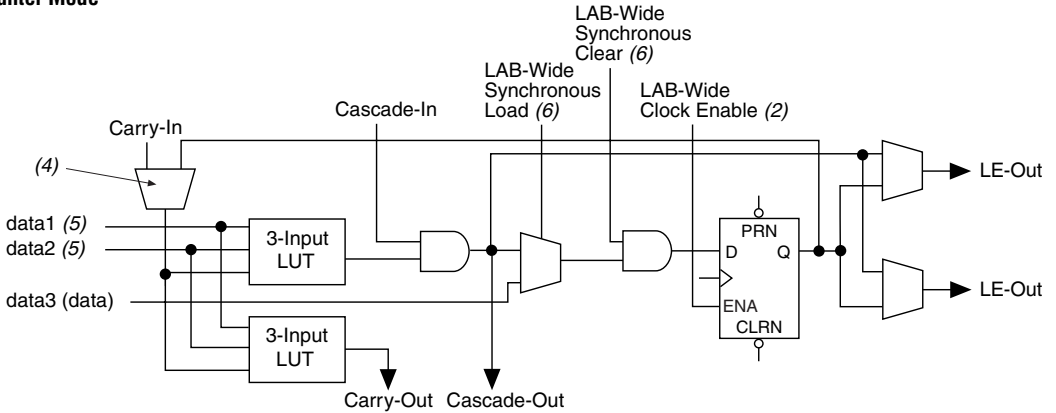 LAB-Wide
Synchronous
Clear (6)
LAB-Wide
Synchronous
Load (6)
LAB-Wide
Clock Enable (2)
Cascade-In
Carry-In
(4)
LE-Out
data1 (5)
data2 (5)
3-Input
LUT
PRN
D
Q
data3 (data)
ENA
CLRN
LE-Out
3-Input
LUT
Carry-Out
Cascade-Out